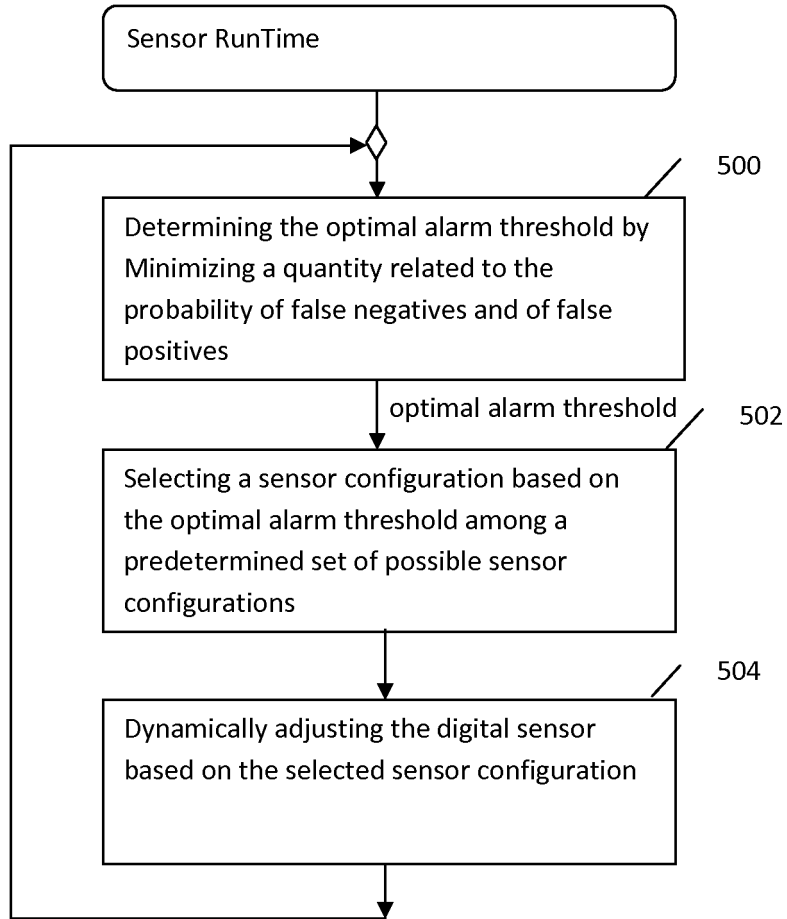 Sensor RunTime
500
Determining the optimal alarm threshold by
Minimizing a quantity related to the
probability of false negatives and of false
positives
optimal alarm threshold
502
Selecting a sensor configuration based on
the optimal alarm threshold among a
predetermined set of possible sensor
configurations
504
Dynamically adjusting the digital sensor
based on the selected sensor configuration